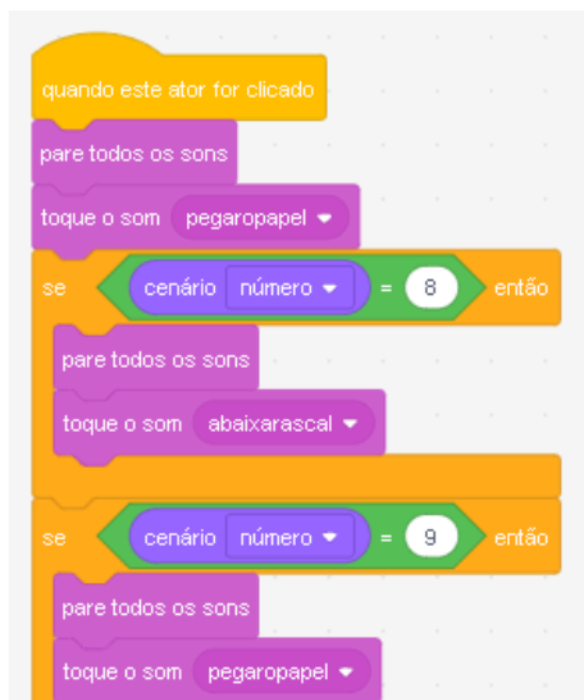 quando este ator for clicado
pare todos os sons
toque o som pegaropapel
se cenário número = 8 então
pare todos os sons
toque o som abaixarascal
se cenário número = 9 então
pare todos os sons
toque o som pegaropapel